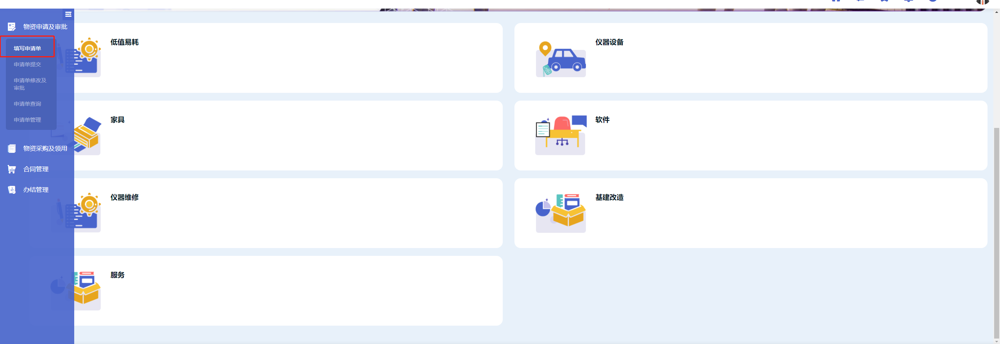 物资申请及审批
填写申请单
申请单提交
申请单修改及
审批
申请单查询
申请单管理
物资采购及领用
合同管理
办结管理
低值易耗
仪器设备
家具
软件
仪器维修
基建改造
服务